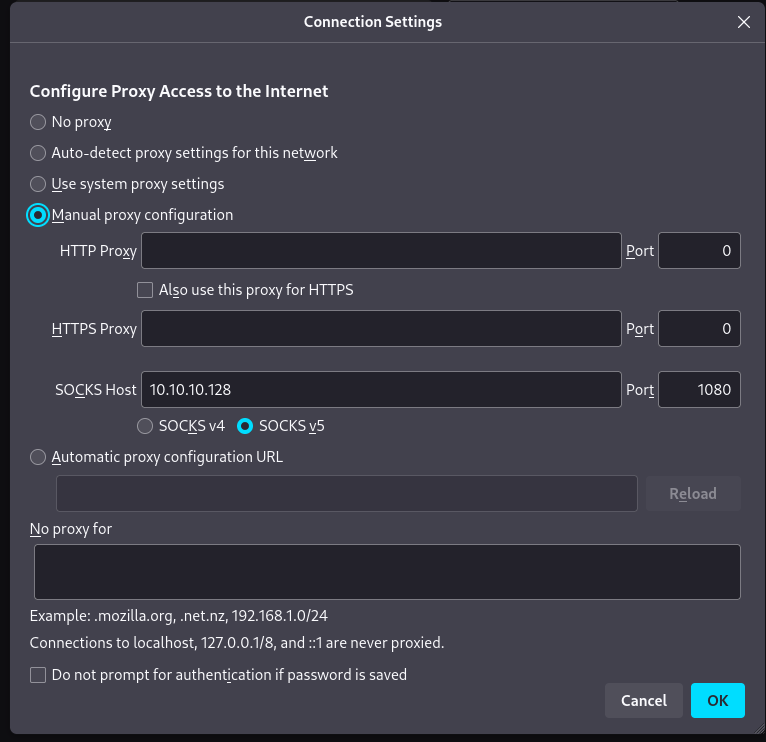 Connection Settings
Configure Proxy Access to the Internet
No proxy
Auto-detect proxy settings for this network
Use system proxy settings
Manual proxy configuration
HTTP Proxy Port 0
Also use this proxy for HTTPS
HTTPS Proxy Port 0
SOCKS Host 10.10.10.128 Port 1080
SOCKS v4 SOCKS v5
Automatic proxy configuration URL
Reload
No proxy for
Example: .mozilla.org, .net.nz, 192.168.1.0/24
Connections to localhost, 127.0.0.1/8, and ::1 are never proxied.
Do not prompt for authentication if password is saved
Cancel OK